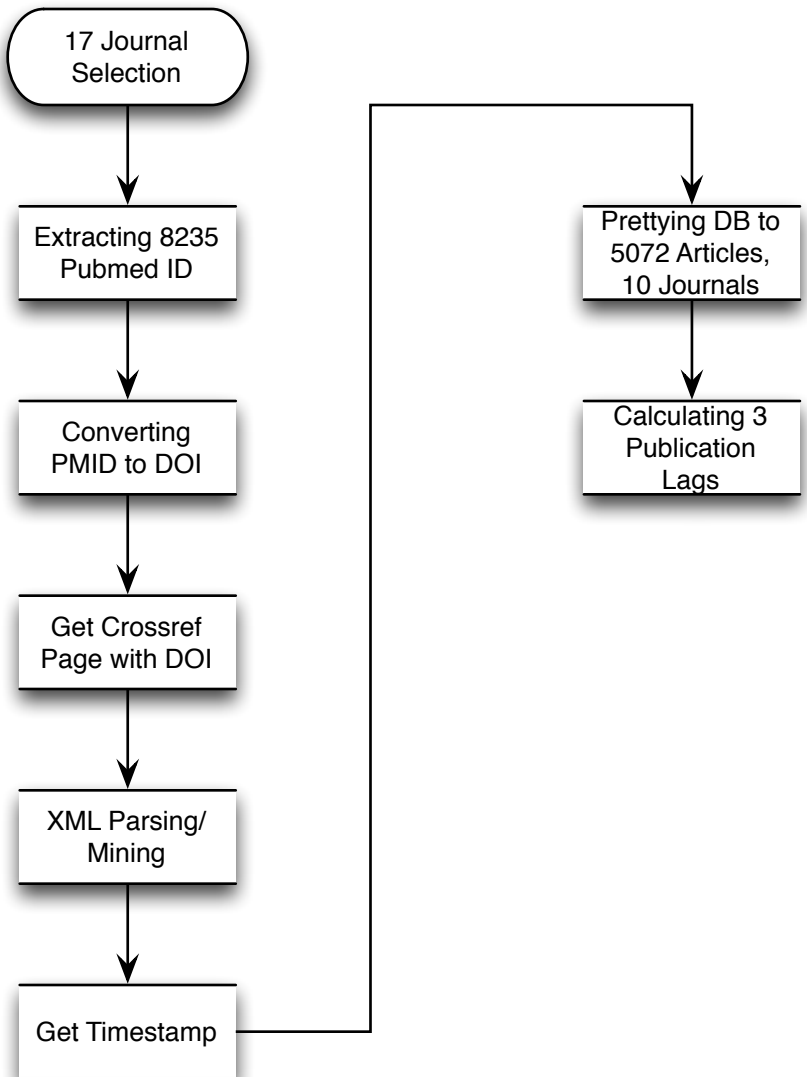 17 Journal
Selection
Extracting 8235
Pubmed ID
Converting
PMID to DOI
Get Crossref
Page with DOI
XML Parsing/
Mining
Get Timestamp
Prettying DB to
5072 Articles,
10 Journals
Calculating 3
Publication
Lags